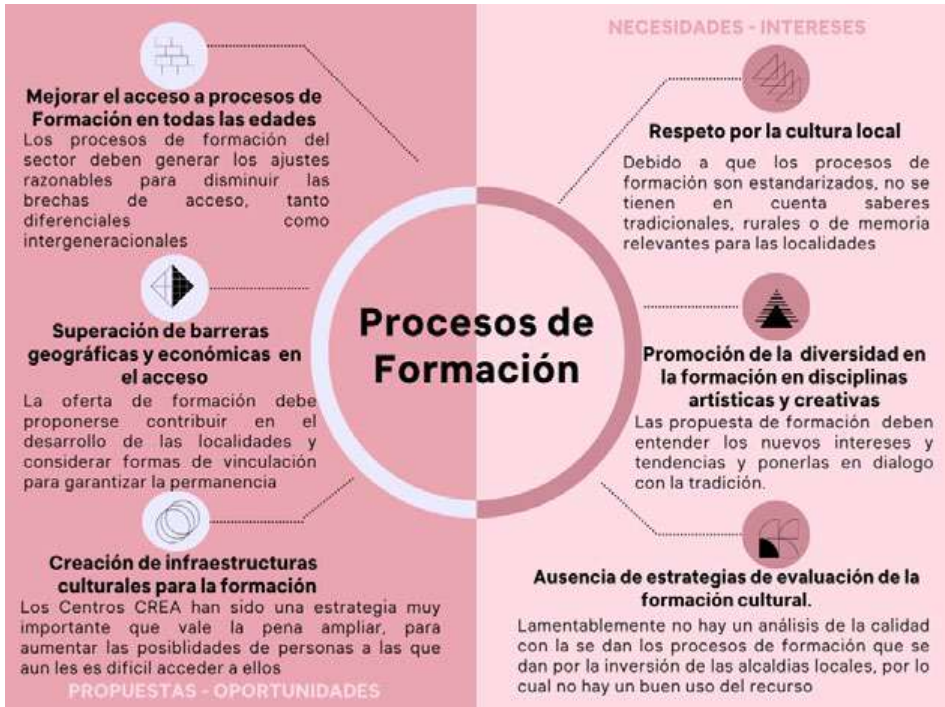 Mejorar el acceso a procesos de
Formación en todas las edades
Los procesos de formación del
sector deben generar los ajustes
razonables para disminuir las
brechas de acceso, tanto
diferenciales como
intergeneracionales
Superación de barreras
geográficas y económicas en
el acceso
La oferta de formación debe
proponerse contribuir en el
desarrollo de las localidades y
considerar formas de vinculación
para garantizar la permanencia
Creación de infraestructuras
culturales para la formación
Los Centros CREA han sido una estrategia muy
importante que vale la pena ampliar, para
aumentar las posiblidades de personas a las que
aun les es dificil acceder a ellos
PROPUESTAS - OPORTUNIDADES
Procesos de
Formación
NECESIDADES - INTERESES
Respeto por la cultura local
Debido a que los procesos de
formación son estandarizados, no se
tienen en cuenta saberes
tradicionales, rurales o de memoria
relevantes para las localidades
Promoción de la diversidad en
la formación en disciplinas
artísticas y creativas
Las propuesta de formación deben
entender los nuevos intereses y
tendencias y ponerlas en dialogo
con la tradición.
Ausencia de estrategias de evaluación de la
formación cultural.
Lamentablemente no hay un análisis de la calidad
con la se dan los procesos de formación que se
dan por la inversión de las alcaldias locales, por lo
cual no hay un buen uso del recurso